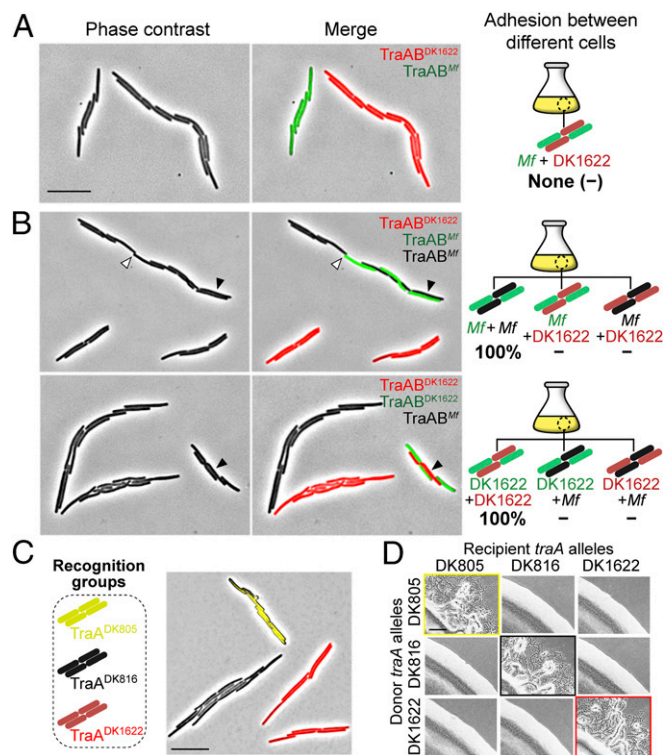 A
Phase contrast
Merge
Adhesion between
different cells
TraAB^DK1622
TraAB^Mf
Mf + DK1622
None (−)
B
TraAB^DK1622
TraAB^Mf
TraAB^Mf
Mf + Mf
Mf
+DK1622
Mf
+DK1622
100%
−
−
TraAB^DK1622
TraAB^DK1622
TraAB^Mf
DK1622
+DK1622
DK1622
+Mf
DK1622
+Mf
100%
−
−
C
Recognition
groups
TraA^DK805
TraA^DK816
TraA^DK1622
D
Recipient traA alleles
DK805
DK816
DK1622
Donor traA alleles
DK805
DK816
DK1622